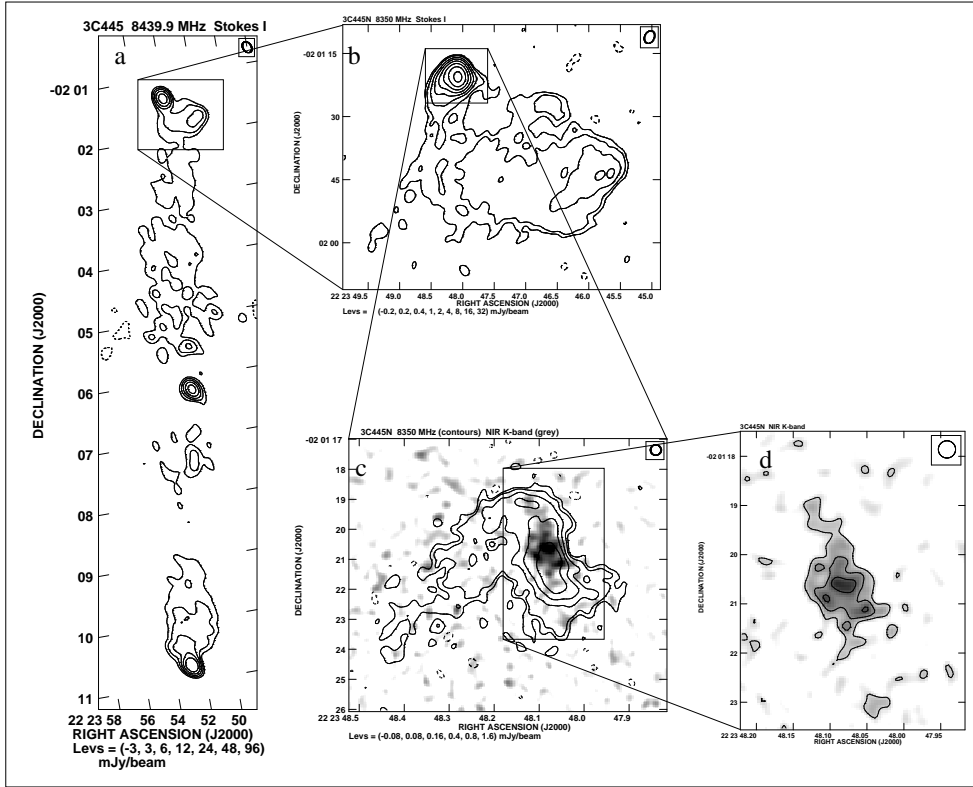 3C445 8439.9 MHz Stokes I
a
-02 01
02
03
04
05
06
07
08
09
10
11
DECLINATION (J2000)
22 23 58 56 54 52 50
RIGHT ASCENSION (J2000)
Levs = (-3, 3, 6, 12, 24, 48, 96)
mJy/beam
3C445N 8350 MHz Stokes I
b
-02 01 15
30
45
02 00
DECLINATION (J2000)
22 23 49.5 49.0 48.5 48.0 47.5 47.0 46.5 46.0 45.5 45.0
RIGHT ASCENSION (J2000)
Levs = (-0.2, 0.2, 0.4, 1, 2, 4, 8, 16, 32) mJy/beam
3C445N 8350 MHz (contours) NIR K-band (grey)
c
-02 01 17
18
19
20
21
22
23
24
25
26
DECLINATION (J2000)
22 23 48.5 48.4 48.3 48.2 48.1 48.0 47.9
RIGHT ASCENSION (J2000)
Levs = (-0.08, 0.08, 0.16, 0.4, 0.8, 1.6) mJy/beam
3C445N NIR K-band
d
-02 01 18
19
20
21
22
23
DECLINATION (J2000)
22 23 48.20 48.15 48.10 48.05 48.00 47.95
RIGHT ASCENSION (J2000)